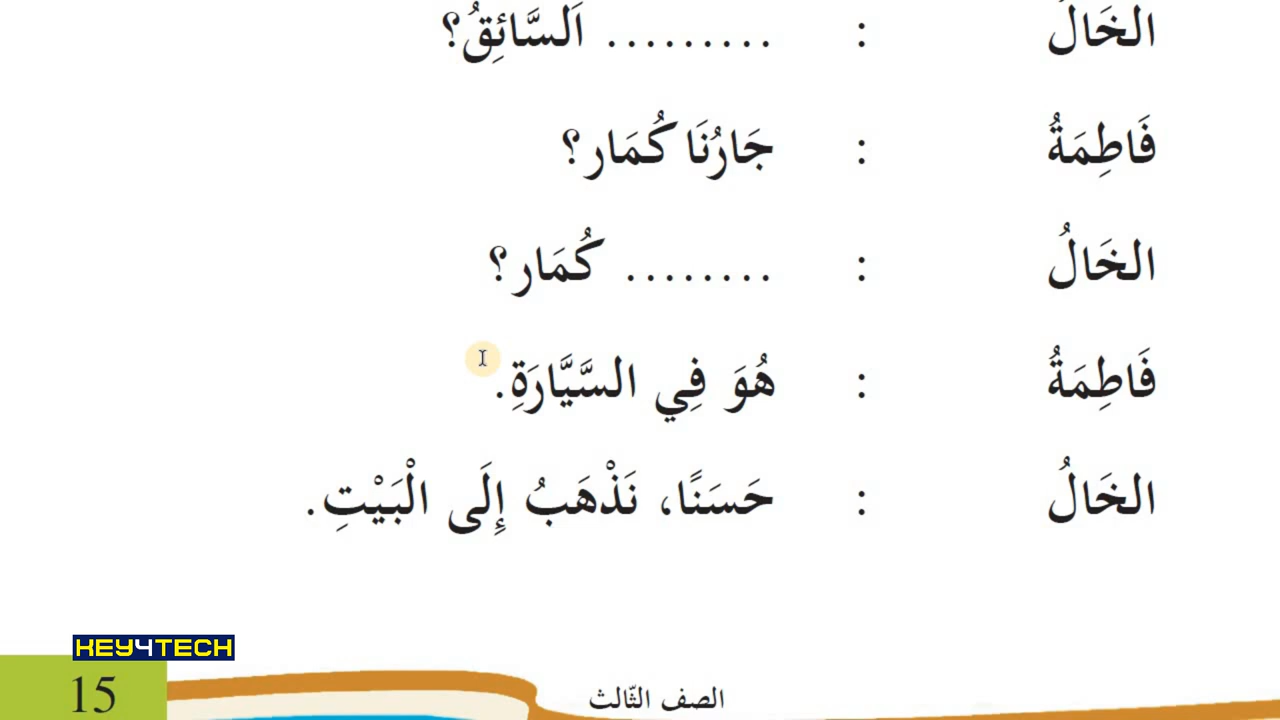 الخَالُ : ......... اَلسَّائِقُ؟
فَاطِمَةُ : جَارُنَا كُمَار؟
الخَالُ : ........ كُمَار؟
فَاطِمَةُ : هُوَ فِي السَّيَّارَةِ.
الخَالُ : حَسَنًا، نَذْهَبُ إِلَى الْبَيْتِ.
KEY4TECH
15
الصف الثّالث